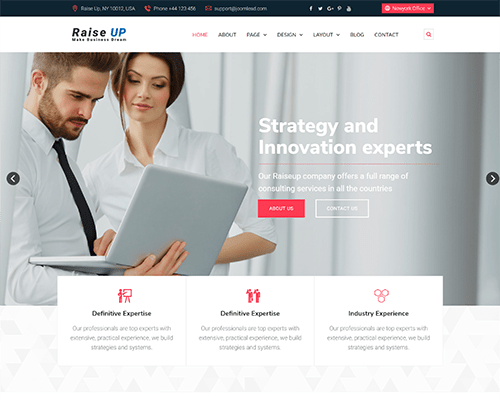 Raise Up, NY 10012, USA Phone +44 123 456 support@joomlead.com Newyork Office
Raise UP
Make Business Dream
HOME ABOUT PAGE DESIGN LAYOUT BLOG CONTACT
Strategy and
Innovation experts
Our Raiseup company offers a full range of
consulting services in all the countries
ABOUT US CONTACT US
Definitive Expertise
Our professionals are top experts with
extensive, practical experience, we build
strategies and systems.
Definitive Expertise
Our professionals are top experts with
extensive, practical experience, we build
stratgies and systems.
Industry Experience
Our professionals are top experts with
extensive, practical experience, we build
strategies and systems.